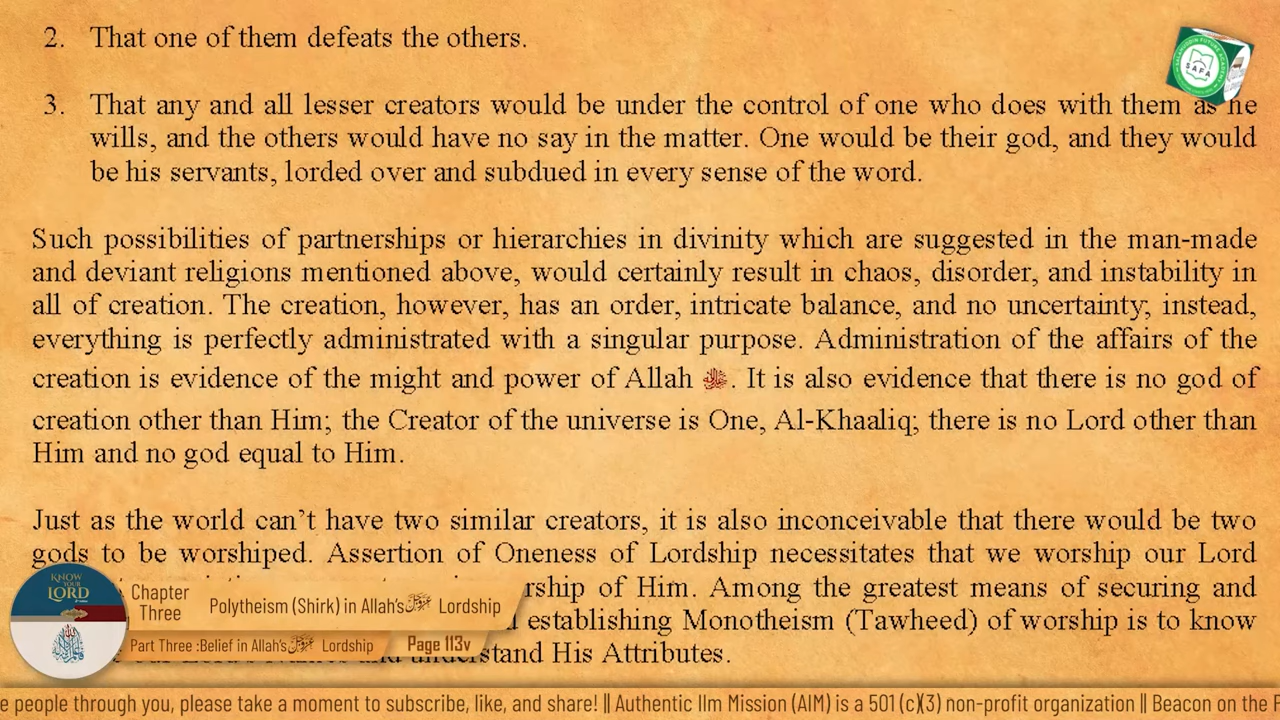 2. That one of them defeats the others.
3. That any and all lesser creators would be under the control of one who does with them as he
wills, and the others would have no say in the matter. One would be their god, and they would
be his servants, lorded over and subdued in every sense of the word.
Such possibilities of partnerships or hierarchies in divinity which are suggested in the man-made
and deviant religions mentioned above, would certainly result in chaos, disorder, and instability in
all of creation. The creation, however, has an order, intricate balance, and no uncertainty; instead,
everything is perfectly administrated with a singular purpose. Administration of the affairs of the
creation is evidence of the might and power of Allah ﷻ. It is also evidence that there is no god of
creation other than Him; the Creator of the universe is One, Al-Khaaliq; there is no Lord other than
Him and no god equal to Him.
Just as the world can’t have two similar creators, it is also inconceivable that there would be two
gods to be worshiped. Assertion of Oneness of Lordship necessitates that we worship our Lord
rship of Him. Among the greatest means of securing and
establishing Monotheism (Tawheed) of worship is to know
and understand His Attributes.
SAFA
KNOW
YOUR
LORD
Chapter
Three
Polytheism (Shirk) in Allah’s Lordship
Part Three :Belief in Allah’s Lordship
Page 113v
e people through you, please take a moment to subscribe, like, and share! || Authentic Ilm Mission (AIM) is a 501 (c)(3) non-profit organization || Beacon on the